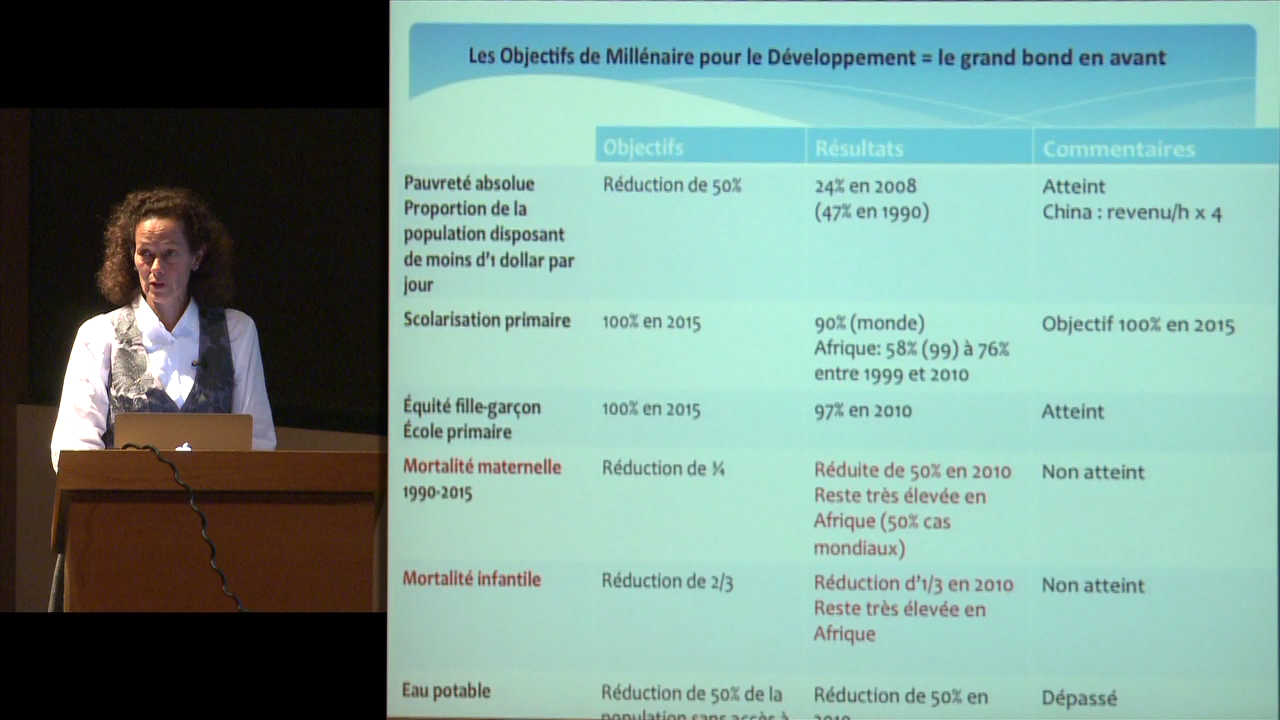 Les Objectifs de Millénaire pour le Développement = le grand bond en avant
Objectifs
Résultats
Commentaires
Pauvreté absolue
Proportion de la
population disposant
de moins d'1 dollar par
jour
Réduction de 50%
24% en 2008
(47% en 1990)
Atteint
China : revenu/h x 4
Scolarisation primaire
100% en 2015
90% (monde)
Afrique: 58% (99) à 76%
entre 1999 et 2010
Objectif 100% en 2015
Équité fille-garçon
École primaire
100% en 2015
97% en 2010
Atteint
Mortalité maternelle
1990-2015
Réduction de ¾
Réduite de 50% en 2010
Reste très élevée en
Afrique (50% cas
mondiaux)
Non atteint
Mortalité infantile
Réduction de 2/3
Réduction d'1/3 en 2010
Reste très élevée en
Afrique
Non atteint
Eau potable
Réduction de 50% de la
population sans accès à
Réduction de 50% en
2010
Dépassé